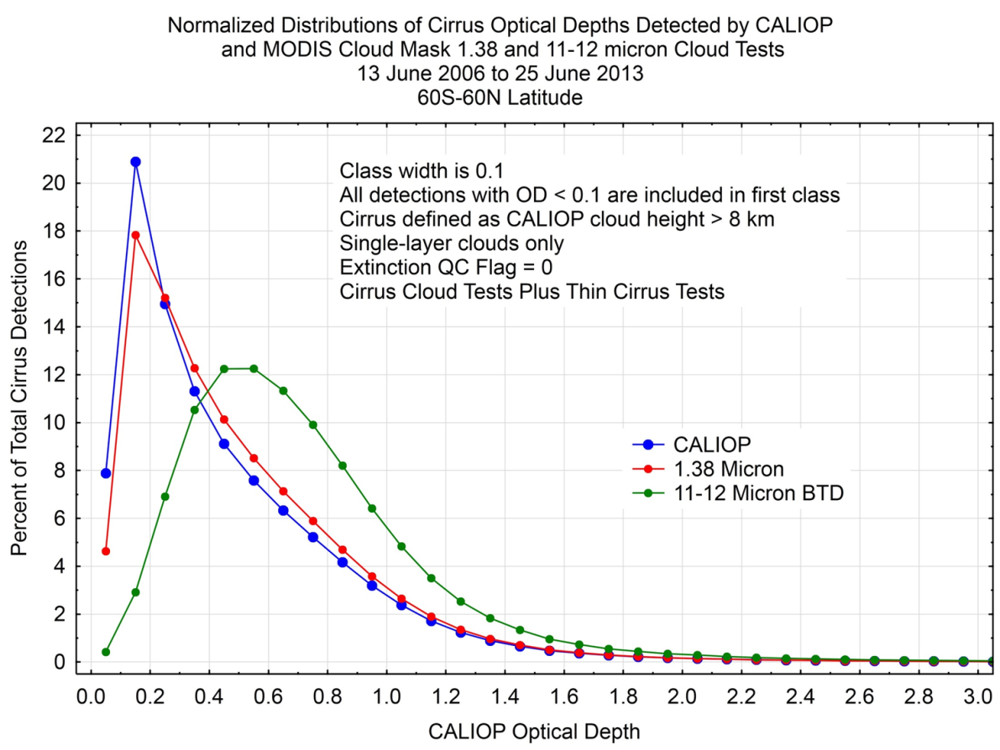 Normalized Distributions of Cirrus Optical Depths Detected by CALIOP
and MODIS Cloud Mask 1.38 and 11-12 micron Cloud Tests
13 June 2006 to 25 June 2013
60S-60N Latitude
Percent of Total Cirrus Detections
22
20
18
16
14
12
10
8
6
4
2
0
Class width is 0.1
All detections with OD < 0.1 are included in first class
Cirrus defined as CALIOP cloud height > 8 km
Single-layer clouds only
Extinction QC Flag = 0
Cirrus Cloud Tests Plus Thin Cirrus Tests
CALIOP
1.38 Micron
11-12 Micron BTD
0.0 0.2 0.4 0.6 0.8 1.0 1.2 1.4 1.6 1.8 2.0 2.2 2.4 2.6 2.8 3.0
CALIOP Optical Depth